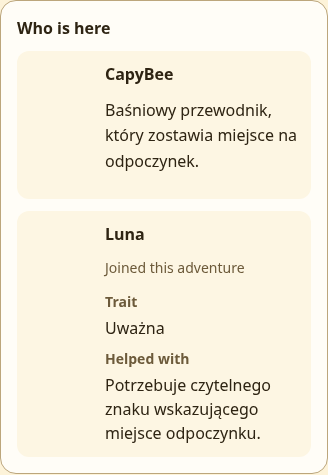 Who is here
CapyBee
Baśniowy przewodnik,
który zostawia miejsce na
odpoczynek.
Luna
Joined this adventure
Trait
Uważna
Helped with
Potrzebuje czytelnego
znaku wskazującego
miejsce odpoczynku.